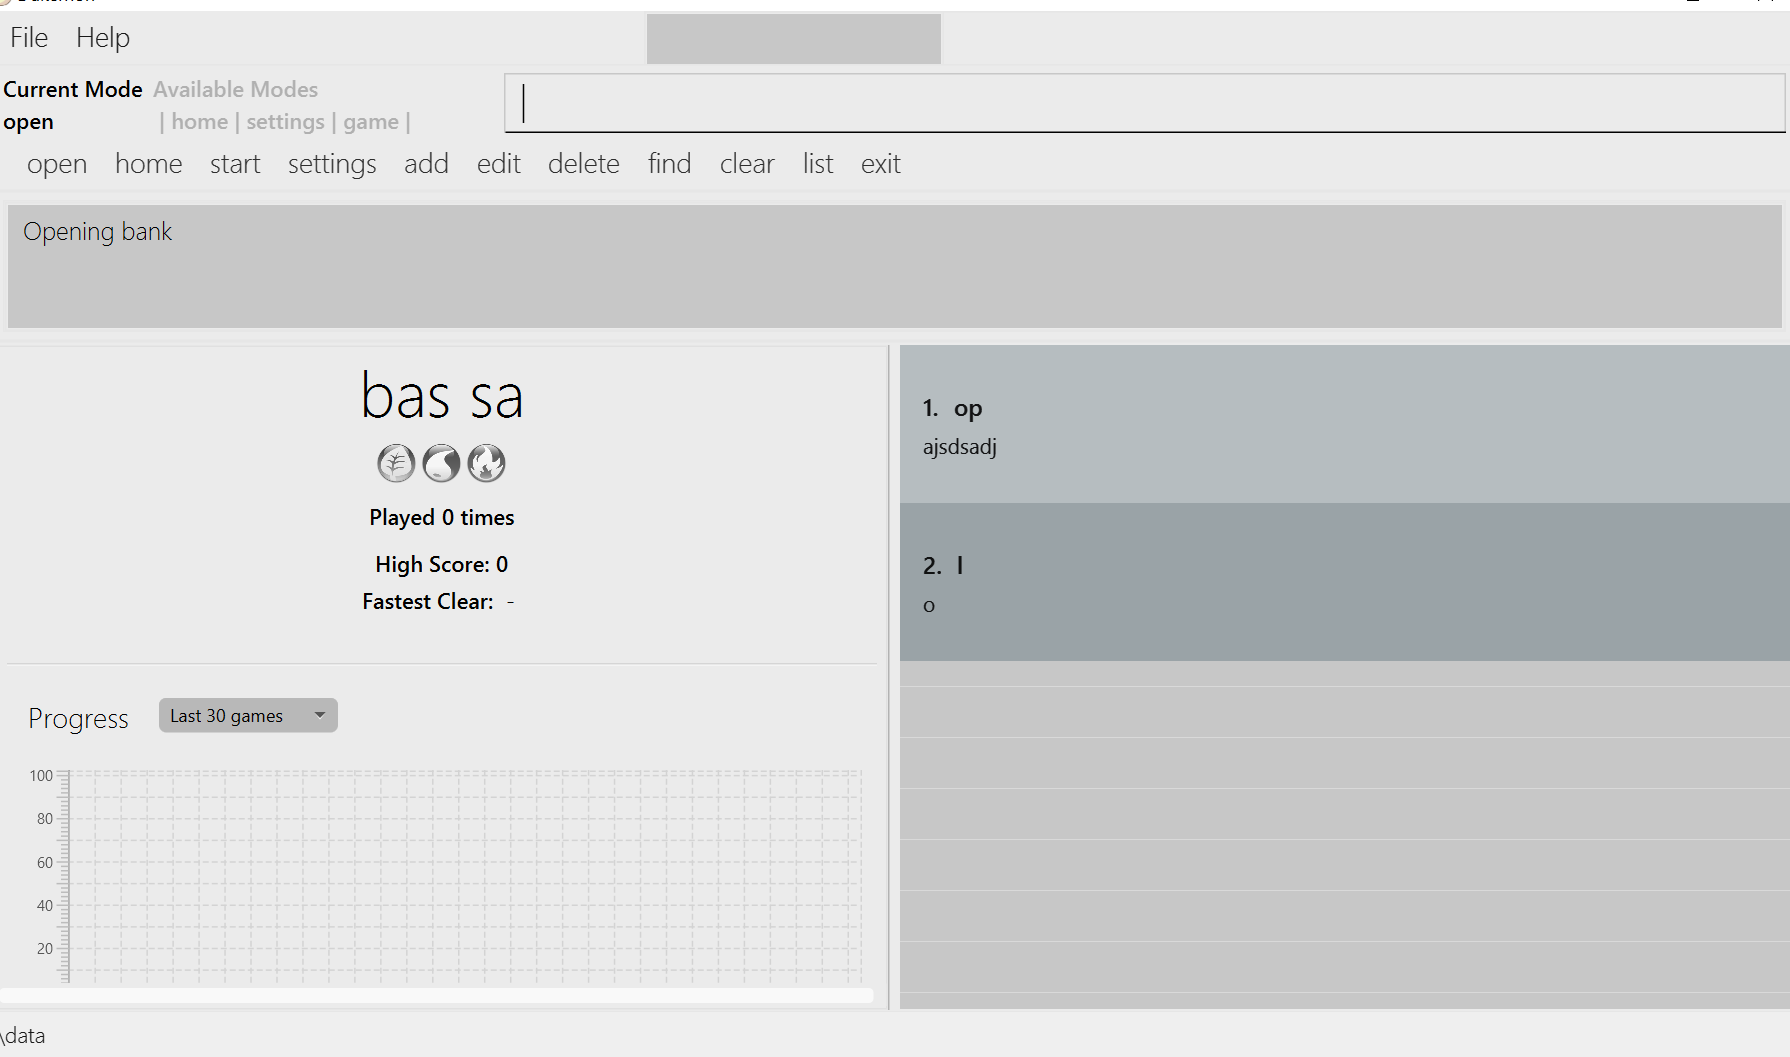 File Help
Current Mode Available Modes
open | home | settings | game |
open home start settings add edit delete find clear list exit
Opening bank
bas sa
Played 0 times
High Score: 0
Fastest Clear: -
Progress Last 30 games
100
80
60
40
20
1. op
ajsdsadj
2. l
o
\data